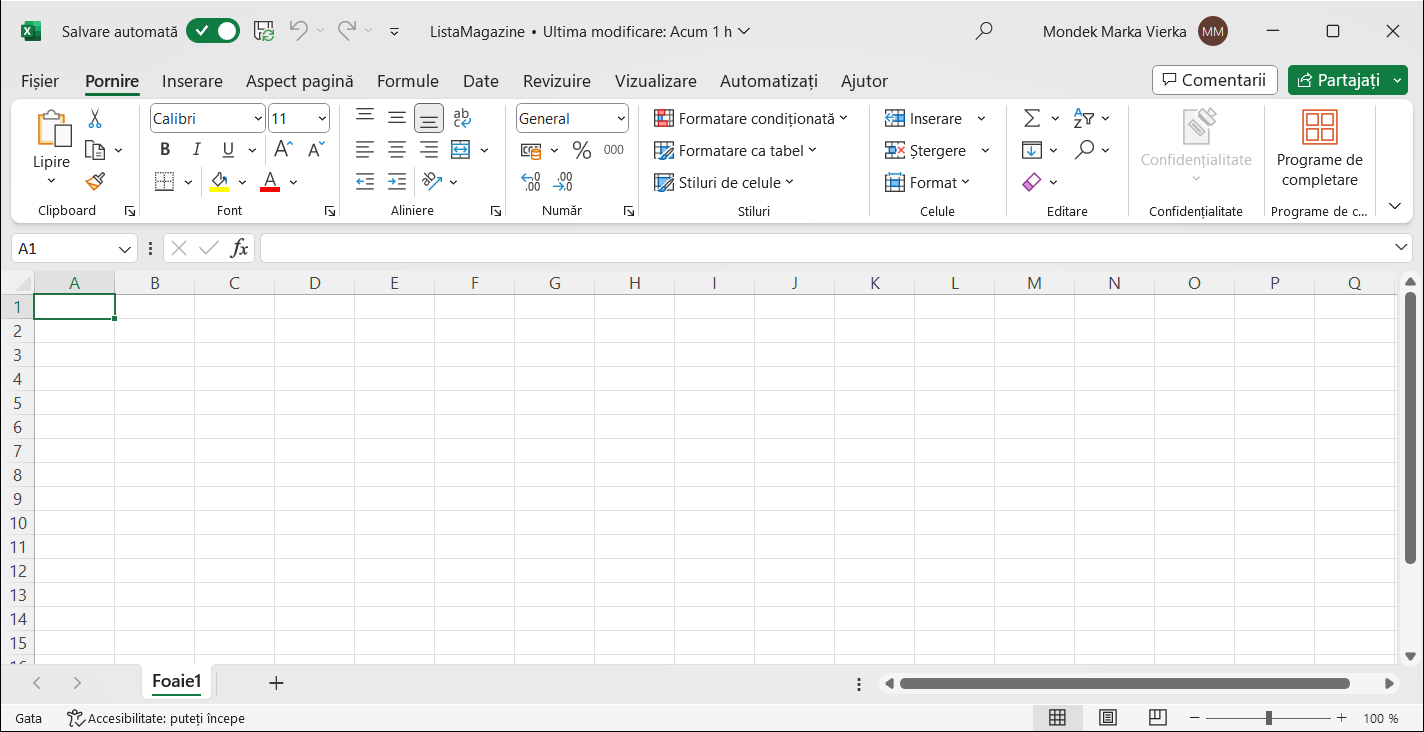 Salvare automată ListaMagazine • Ultima modificare: Acum 1 h Mondek Marka Vierka MM
Fișier Pornire Inserare Aspect pagină Formule Date Revizuire Vizualizare Automatizați Ajutor Comentarii Partajați
Lipire
Clipboard
Calibri 11
B I U A A
A
Font
ab
Aliniere
General
% 000
.00 .00
Număr
Formatare condiționată
Formatare ca tabel
Stiluri de celule
Stiluri
Inserare
Ștergere
Format
Celule
Editare
Confidențialitate
Confidențialitate
Programe de
completare
Programe de c...
A1 fx
A B C D E F G H I J K L M N O P Q
1
2
3
4
5
6
7
8
9
10
11
12
13
14
15
16
Foaie1
Gata Accesibilitate: puteți începe 100 %